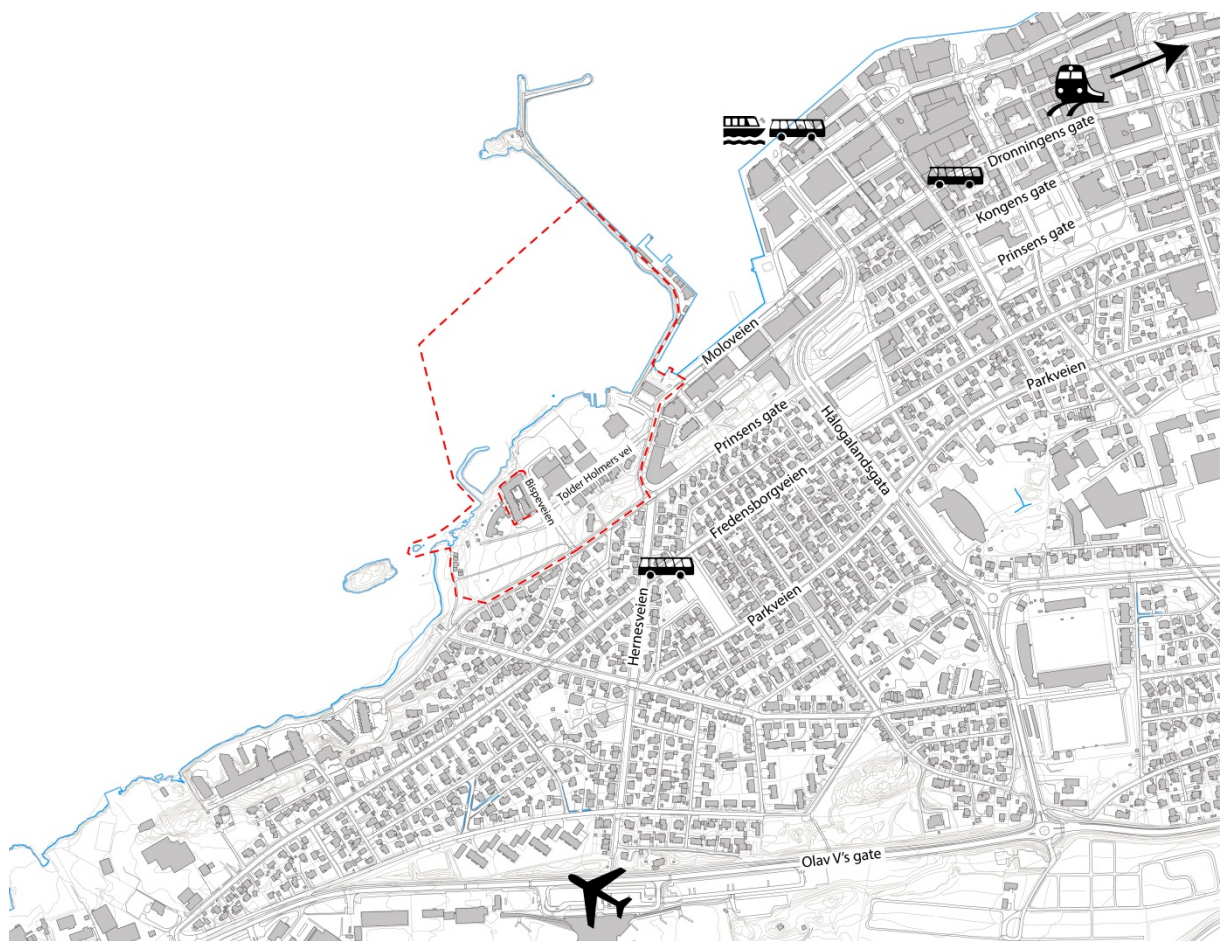 Dronningens gate
Kongens gate
Prinsens gate
Moloveien
Parkveien
Prinsens gate
Hålogalandsgata
Tolder Holmers vei
Bispeveien
Fredensborgveien
Parkveien
Hernesveien
Olav V's gate